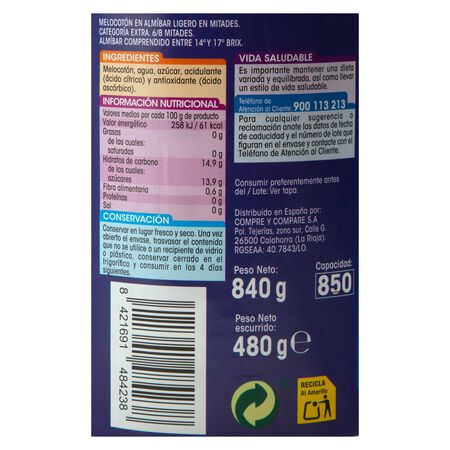 MELOCOTÓN EN ALMÍBAR LIGERO EN MITADES.
CATEGORÍA EXTRA. 6/8 MITADES.
ALMÍBAR COMPRENDIDO ENTRE 14º Y 17º BRIX.
INGREDIENTES
Melocotón, agua, azúcar, acidulante
(ácido cítrico) y antioxidante (ácido
ascórbico).
INFORMACIÓN NUTRICIONAL
Valores medios por cada 100 g de producto
Valor energético 258 kJ / 61 kcal
Grasas 0 g
de las cuales:
saturadas 0 g
Hidratos de carbono 14,9 g
de los cuales:
azúcares 13,9 g
Fibra alimentaria 0,6 g
Proteínas 0 g
Sal 0 g
CONSERVACIÓN
Conservar en lugar fresco y seco. Una vez
abierto el envase, trasvasar el contenido
que no se utilice a un recipiente de vidrio
o plástico, conservar cerrado en el
frigorífico y consumir en los 4 días
siguientes.
8 421691 484238
VIDA SALUDABLE
Es importante mantener una dieta
variada y equilibrada, así como llevar
un estilo de vida saludable.
Teléfono de
Atención al Cliente: 900 113 213
Para cualquier sugerencia o
reclamación anote los datos de fecha
de caducidad y el número de lote que
figuran en el envase y contacte con el
Teléfono de Atención al Cliente.
Consumir preferentemente antes
del / Lote: Ver tapa.
Distribuido en España por:
COMPRE Y COMPARE S.A
Pol. Tejerías, zona sur, Calle G.
26500 Calahorra (La Rioja).
RGSEAA: 40.7843/LO.
Peso Neto:
840 g
Capacidad:
850
Peso Neto
escurrido:
480 g e
RECICLA
Al Amarillo